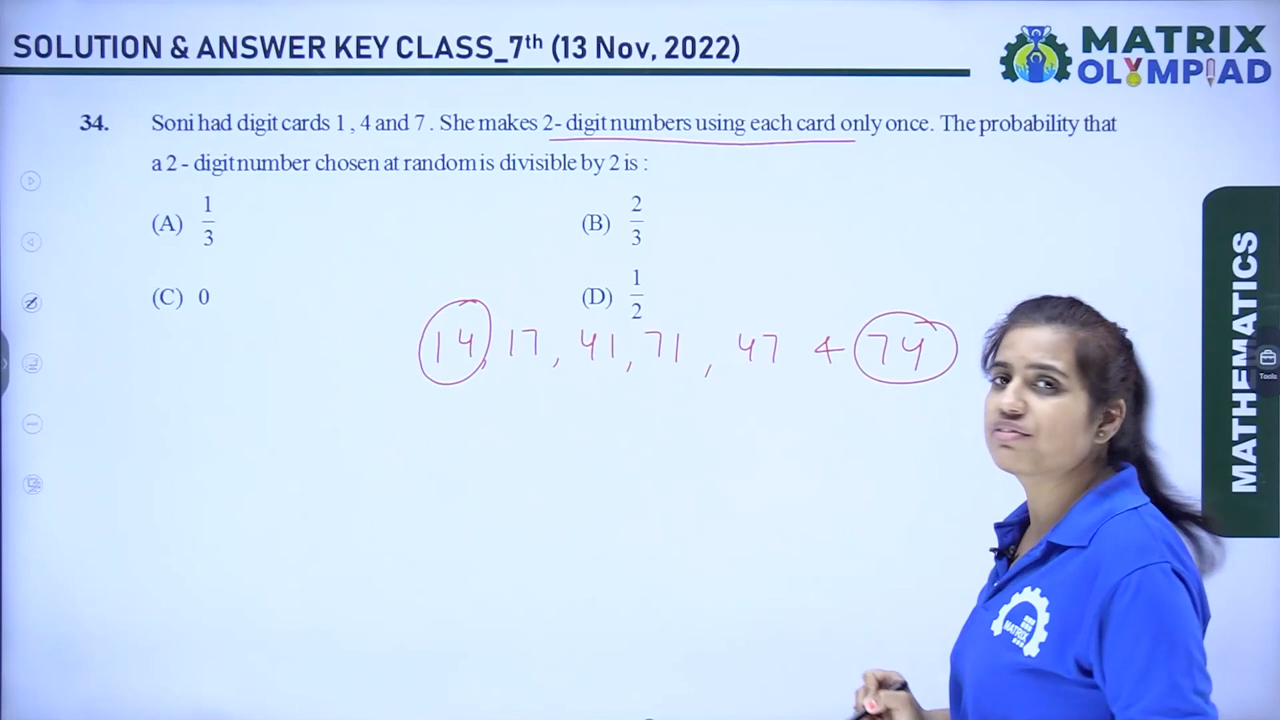 SOLUTION & ANSWER KEY CLASS_7ᵗʰ (13 Nov, 2022)
MATRIX
OLYMPIAD
34. Soni had digit cards 1 , 4 and 7 . She makes 2- digit numbers using each card only once. The probability that
a 2 - digit number chosen at random is divisible by 2 is :
(A) 1/3 (B) 2/3
(C) 0 (D) 1/2
14, 17, 41, 71, 47 & 74
MATHEMATICS
Tools
MATRIX